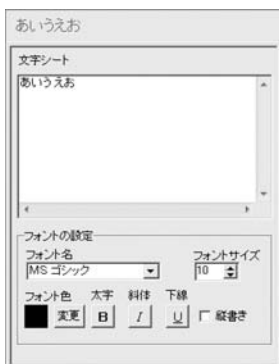 あいうえお
文字シート
あいうえお
フォントの設定
フォント名 フォントサイズ
MS ゴシック 10
フォント色 太字 斜体 下線
変更 B I U 縦書き